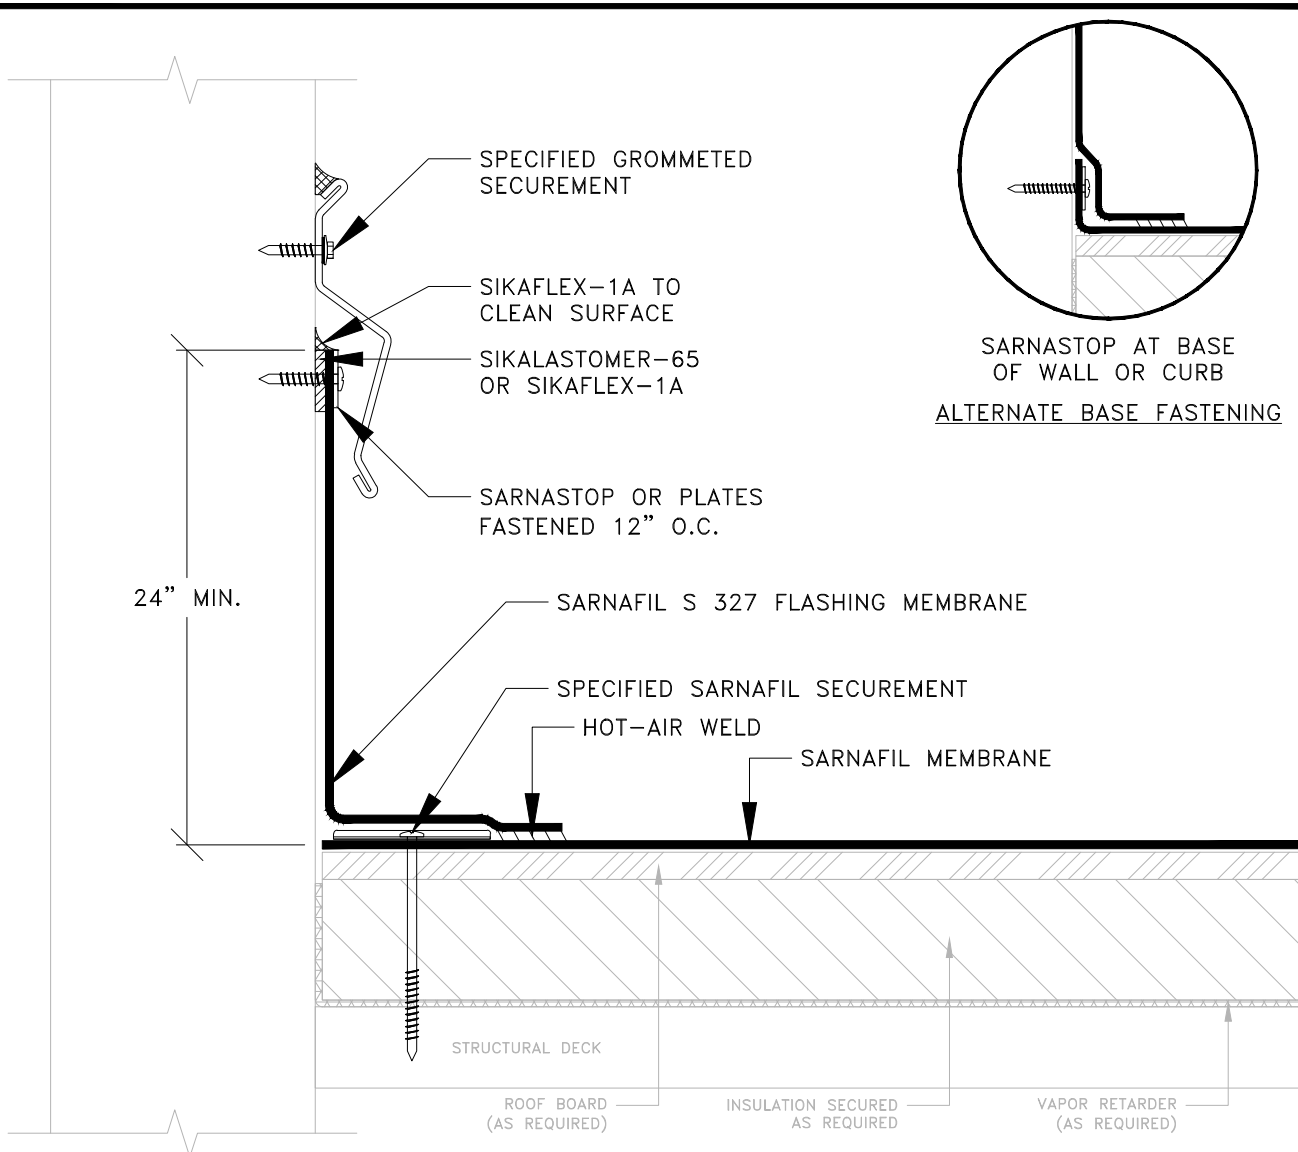 SPECIFIED GROMMETED
SECUREMENT
SIKAFLEX-1A TO
CLEAN SURFACE
SIKALASTOMER-65
OR SIKAFLEX-1A
SARNASTOP OR PLATES
FASTENED 12" O.C.
24" MIN.
SARNAFIL S 327 FLASHING MEMBRANE
SPECIFIED SARNAFIL SECUREMENT
HOT-AIR WELD
SARNAFIL MEMBRANE
SARNASTOP AT BASE
OF WALL OR CURB
ALTERNATE BASE FASTENING
STRUCTURAL DECK
ROOF BOARD
(AS REQUIRED)
INSULATION SECURED
AS REQUIRED
VAPOR RETARDER
(AS REQUIRED)